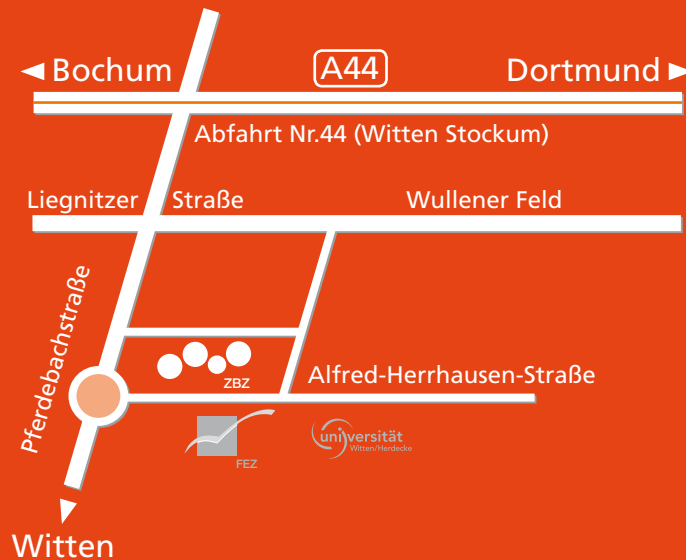 Bochum
A44
Dortmund
Abfahrt Nr.44 (Witten Stockum)
Liegnitzer Straße
Wullener Feld
Pferdebachstraße
ZBZ
Alfred-Herrhausen-Straße
FEZ
universität
Witten/Herdecke
Witten